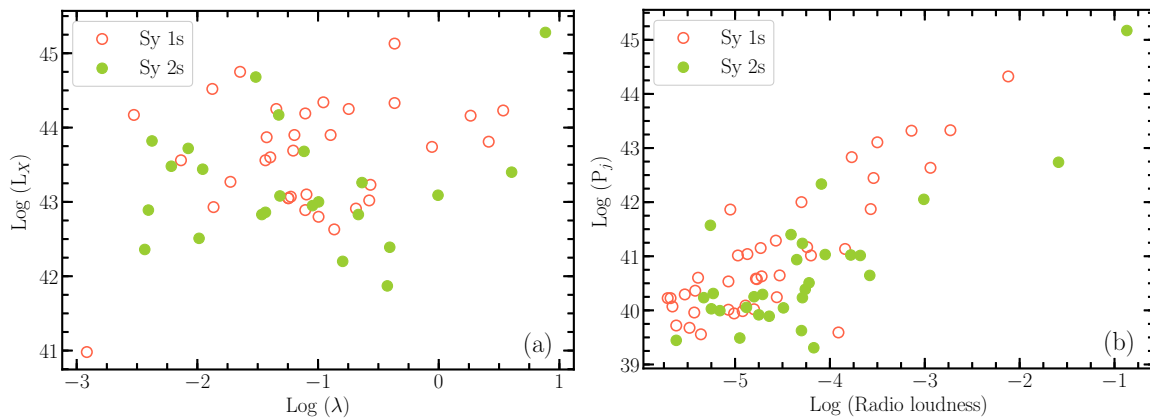 Sy 1s
Sy 2s
45
44
43
42
41
Log (L_X)
−3
−2
−1
0
1
Log (λ)
(a)
Sy 1s
Sy 2s
45
44
43
42
41
40
39
Log (P_j)
−5
−4
−3
−2
−1
Log (Radio loudness)
(b)